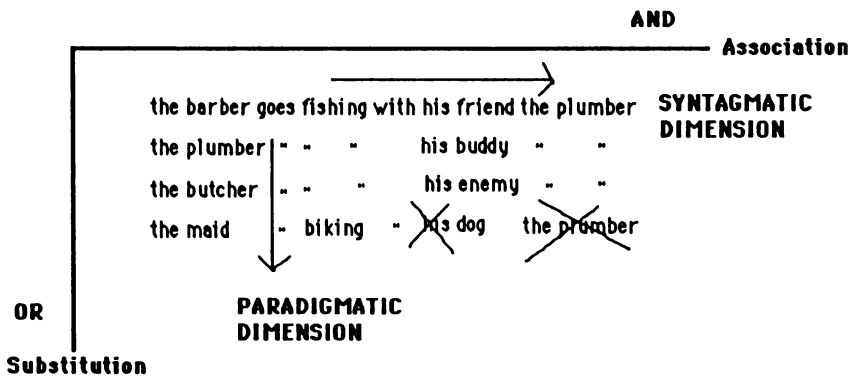 AND
Association
the barber goes fishing with his friend the plumber
SYNTAGMATIC
DIMENSION
the plumber " " " his buddy " "
the butcher " " " his enemy " "
the maid " biking " his dog the plumber
OR
PARADIGMATIC
DIMENSION
Substitution